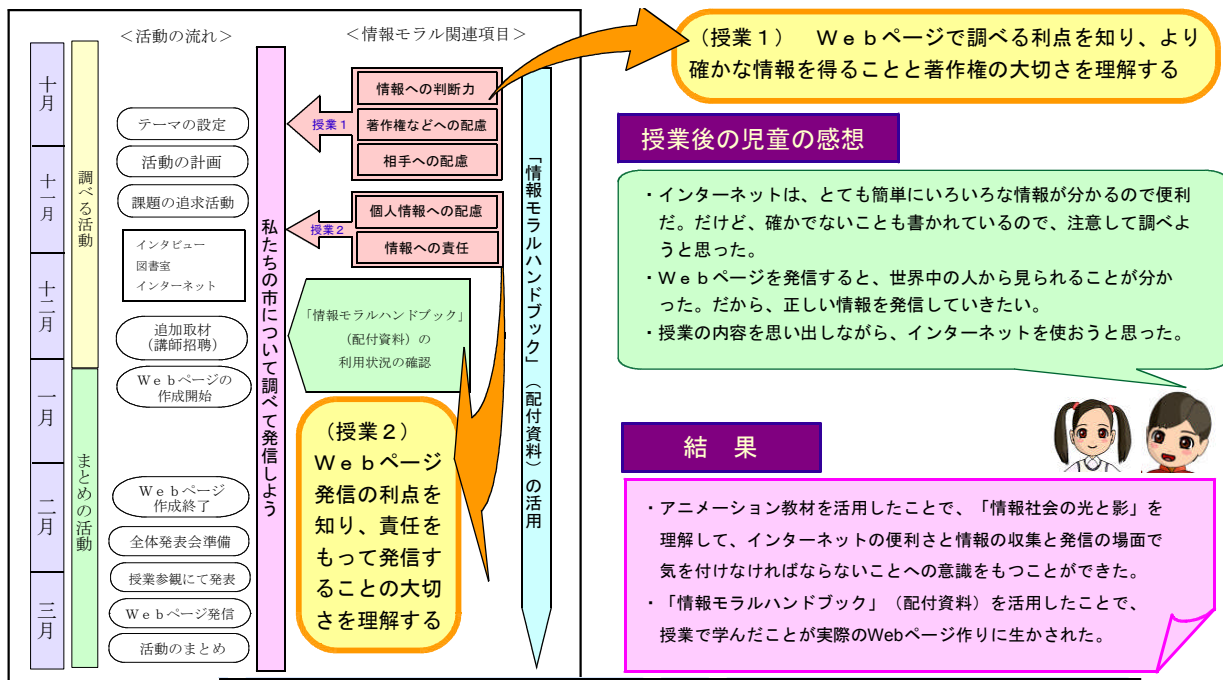 ＜活動の流れ＞
＜情報モラル関連項目＞
十月
十一月
十二月
一月
二月
三月
調べる活動
まとめの活動
テーマの設定
活動の計画
課題の追求活動
インタビュー
図書室
インターネット
追加取材
（講師招聘）
Ｗｅｂページの
作成開始
Ｗｅｂページ
作成終了
全体発表会準備
授業参観にて発表
Ｗｅｂページ発信
活動のまとめ
私たちの市について調べて発信しよう
授業１
情報への判断力
著作権などへの配慮
相手への配慮
授業２
個人情報への配慮
情報への責任
「情報モラルハンドブック」
（配付資料）の
利用状況の確認
（授業２）
Ｗｅｂページ
発信の利点を
知り、責任を
もって発信す
ることの大切
さを理解する
「情報モラルハンドブック」（配付資料）の活用
（授業１）　Ｗｅｂページで調べる利点を知り、より
確かな情報を得ることと著作権の大切さを理解する
授業後の児童の感想
・インターネットは、とても簡単にいろいろな情報が分かるので便利
だ。だけど、確かでないことも書かれているので、注意して調べよ
うと思った。
・Ｗｅｂページを発信すると、世界中の人から見られることが分か
った。だから、正しい情報を発信していきたい。
・授業の内容を思い出しながら、インターネットを使おうと思った。
結　果
・アニメーション教材を活用したことで、「情報社会の光と影」を
理解して、インターネットの便利さと情報の収集と発信の場面で
気を付けなければならないことへの意識をもつことができた。
・「情報モラルハンドブック」（配付資料）を活用したことで、
授業で学んだことが実際のWebページ作りに生かされた。